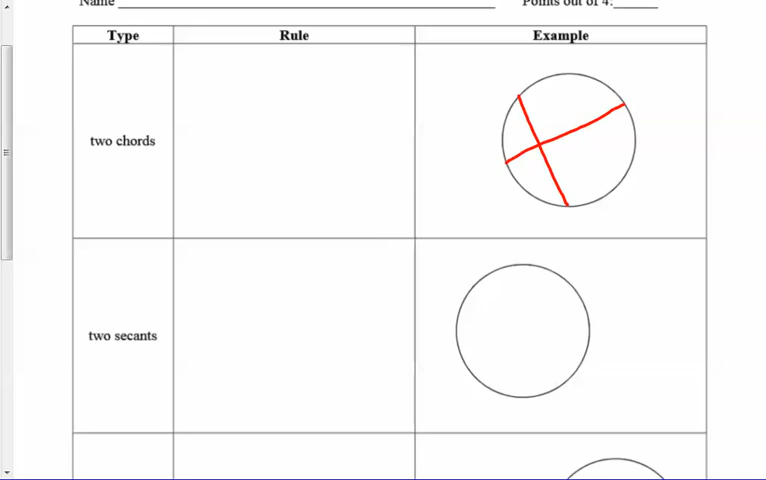 Name
Points out of 4:
Type Rule Example
two chords
two secants